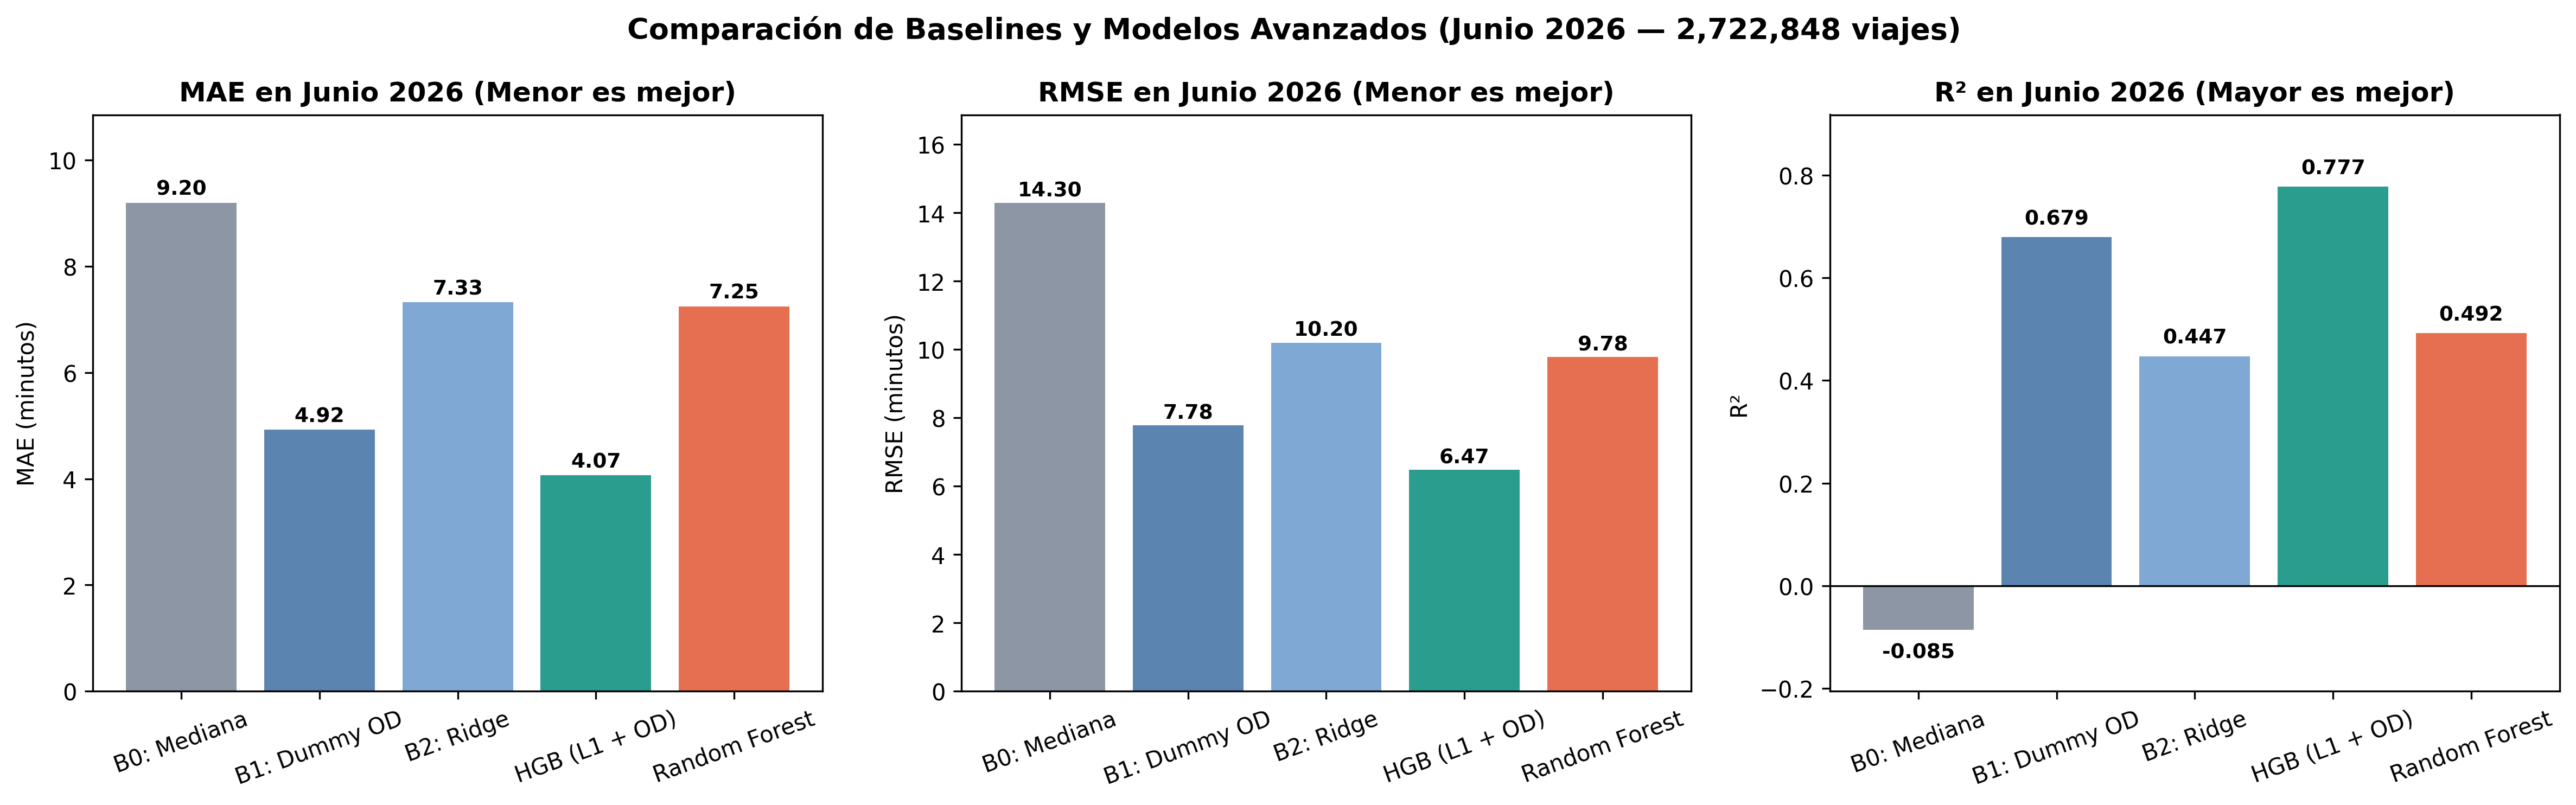 Comparación de Baselines y Modelos Avanzados (Junio 2026 — 2,722,848 viajes)
MAE en Junio 2026 (Menor es mejor)
MAE (minutos)
10
8
6
4
2
0
9.20
4.92
7.33
4.07
7.25
B0: Mediana
B1: Dummy OD
B2: Ridge
HGB (L1 + OD)
Random Forest
RMSE en Junio 2026 (Menor es mejor)
RMSE (minutos)
16
14
12
10
8
6
4
2
0
14.30
7.78
10.20
6.47
9.78
B0: Mediana
B1: Dummy OD
B2: Ridge
HGB (L1 + OD)
Random Forest
R² en Junio 2026 (Mayor es mejor)
R²
0.8
0.6
0.4
0.2
0.0
−0.2
-0.085
0.679
0.447
0.777
0.492
B0: Mediana
B1: Dummy OD
B2: Ridge
HGB (L1 + OD)
Random Forest